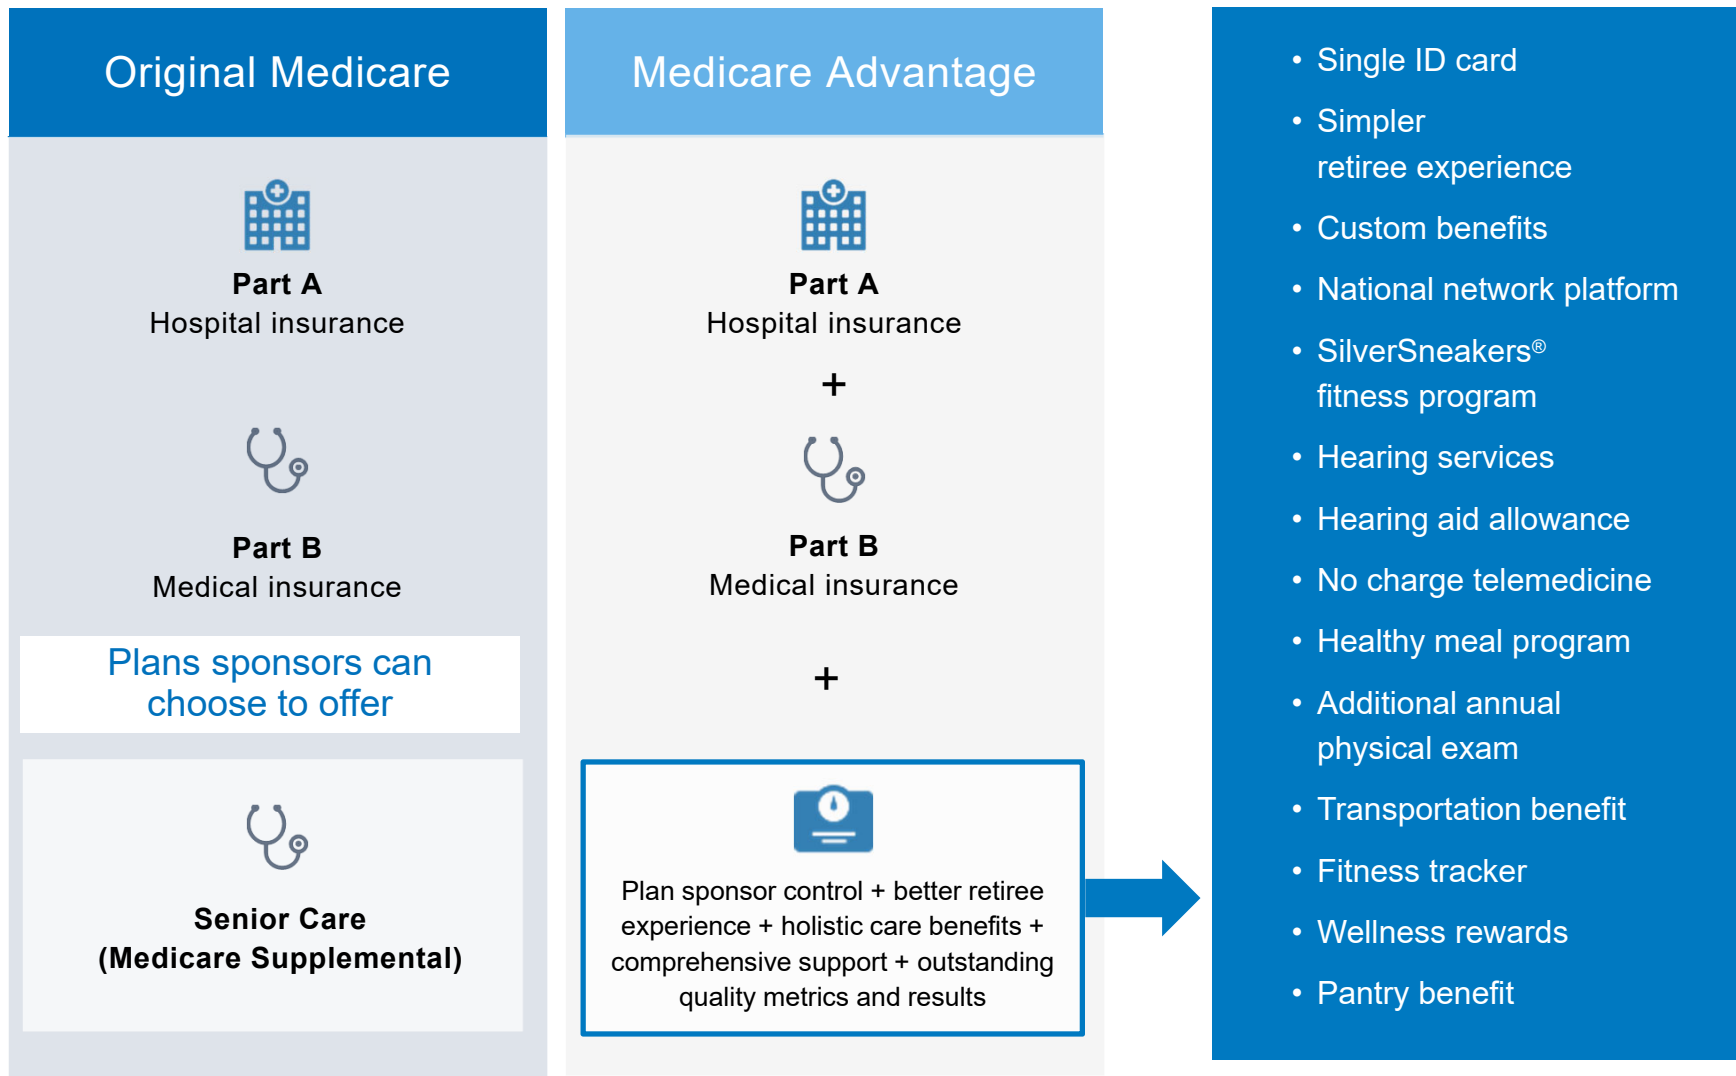 Original Medicare
Part A
Hospital insurance
Part B
Medical insurance
Plans sponsors can
choose to offer
Senior Care
(Medicare Supplemental)
Medicare Advantage
Part A
Hospital insurance
+
Part B
Medical insurance
+
Plan sponsor control + better retiree
experience + holistic care benefits +
comprehensive support + outstanding
quality metrics and results
• Single ID card
• Simpler
retiree experience
• Custom benefits
• National network platform
• SilverSneakers®
fitness program
• Hearing services
• Hearing aid allowance
• No charge telemedicine
• Healthy meal program
• Additional annual
physical exam
• Transportation benefit
• Fitness tracker
• Wellness rewards
• Pantry benefit